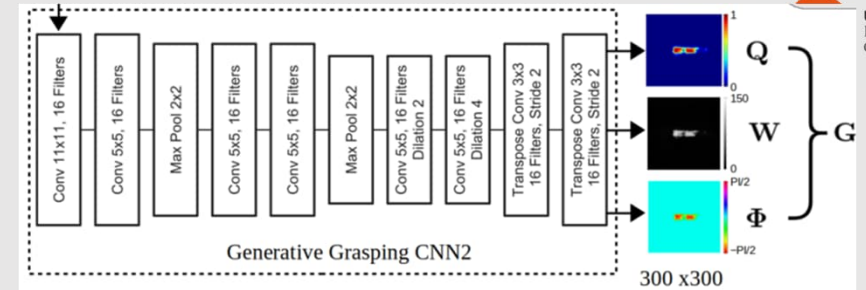 Conv 11x11, 16 Filters
Conv 5x5, 16 Filters
Max Pool 2x2
Conv 5x5, 16 Filters
Conv 5x5, 16 Filters
Max Pool 2x2
Conv 5x5, 16 Filters
Dilation 2
Conv 5x5, 16 Filters
Dilation 4
Transpose Conv 3x3
16 Filters, Stride 2
Transpose Conv 3x3
16 Filters, Stride 2
Generative Grasping CNN2
1
0
Q
150
0
W
PI/2
−PI/2
Φ
G
300 x300